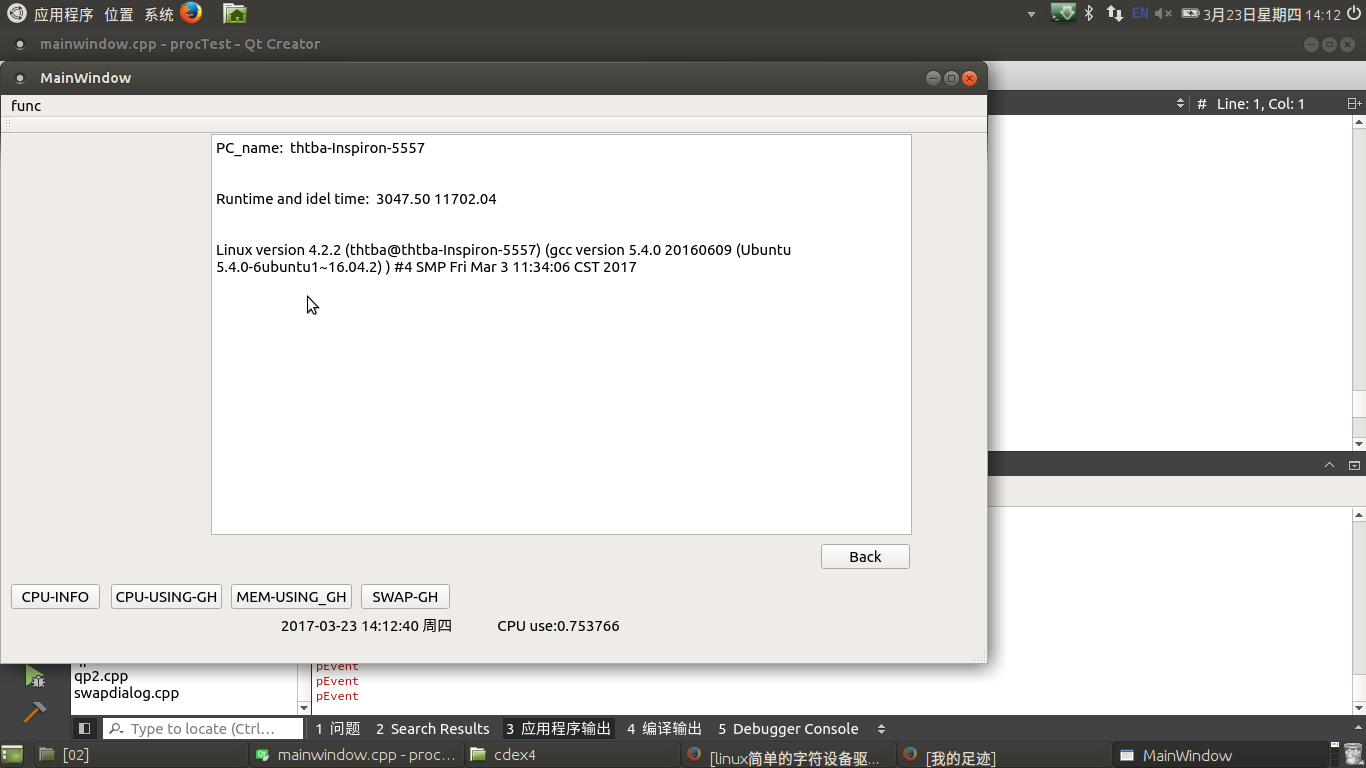 应用程序 位置 系统 EN 3月23日星期四 14:12
mainwindow.cpp - procTest - Qt Creator
MainWindow
func
# Line: 1, Col: 1
PC_name: thtba-Inspiron-5557
Runtime and idel time: 3047.50 11702.04
Linux version 4.2.2 (thtba@thtba-Inspiron-5557) (gcc version 5.4.0 20160609 (Ubuntu
5.4.0-6ubuntu1~16.04.2) ) #4 SMP Fri Mar 3 11:34:06 CST 2017
Back
CPU-INFO CPU-USING-GH MEM-USING_GH SWAP-GH
2017-03-23 14:12:40 周四 CPU use:0.753766
pEvent
qp2.cpp
pEvent
swapdialog.cpp
pEvent
Type to locate (Ctrl... 1 问题 2 Search Results 3 应用程序输出 4 编译输出 5 Debugger Console
[02] mainwindow.cpp - proc... cdex4 [linux简单的字符设备驱... [我的足迹] MainWindow